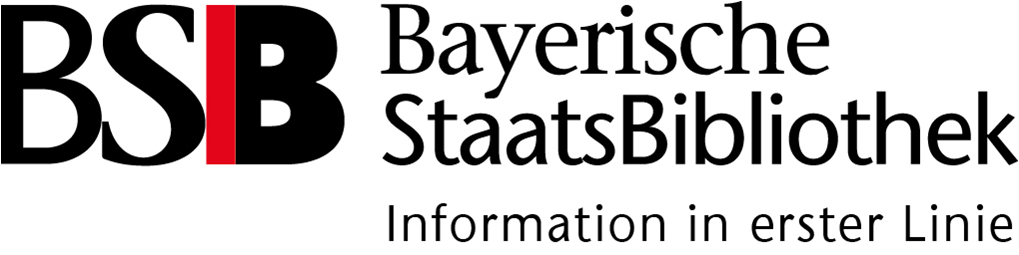 BSB
Bayerische
StaatsBibliothek
Information in erster Linie